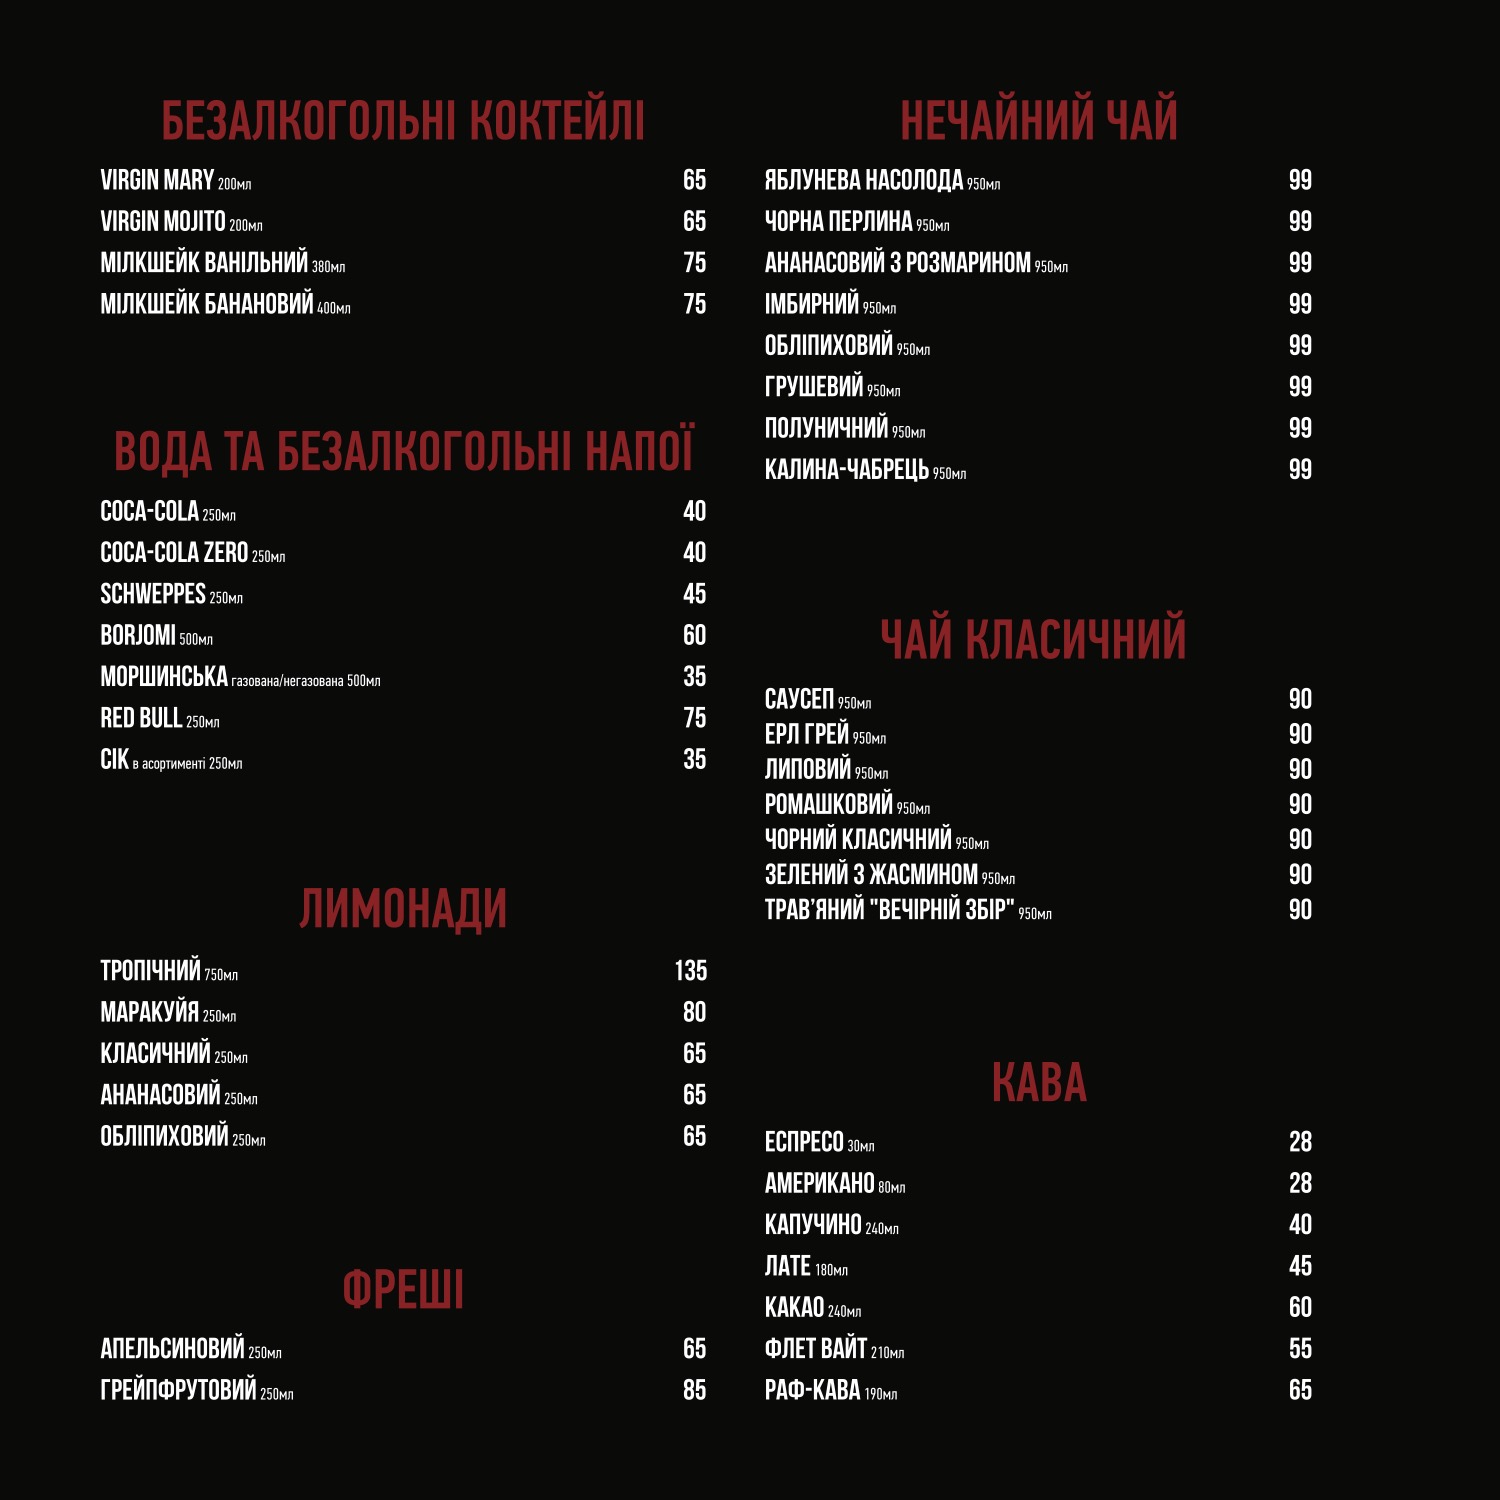 БЕЗАЛКОГОЛЬНІ КОКТЕЙЛІ
VIRGIN MARY 200мл 65
VIRGIN MOJITO 200мл 65
МІЛКШЕЙК ВАНІЛЬНИЙ 380мл 75
МІЛКШЕЙК БАНАНОВИЙ 400мл 75
ВОДА ТА БЕЗАЛКОГОЛЬНІ НАПОЇ
COCA-COLA 250мл 40
COCA-COLA ZERO 250мл 40
SCHWEPPES 250мл 45
BORJOMI 500мл 60
МОРШИНСЬКА газована/негазована 500мл 35
RED BULL 250мл 75
СІК в асортименті 250мл 35
ЛИМОНАДИ
ТРОПІЧНИЙ 750мл 135
МАРАКУЙЯ 250мл 80
КЛАСИЧНИЙ 250мл 65
АНАНАСОВИЙ 250мл 65
ОБЛІПИХОВИЙ 250мл 65
ФРЕШІ
АПЕЛЬСИНОВИЙ 250мл 65
ГРЕЙПФРУТОВИЙ 250мл 85
НЕЧАЙНИЙ ЧАЙ
ЯБЛУНЕВА НАСОЛОДА 950мл 99
ЧОРНА ПЕРЛИНА 950мл 99
АНАНАСОВИЙ З РОЗМАРИНОМ 950мл 99
ІМБИРНИЙ 950мл 99
ОБЛІПИХОВИЙ 950мл 99
ГРУШЕВИЙ 950мл 99
ПОЛУНИЧНИЙ 950мл 99
КАЛИНА-ЧАБРЕЦЬ 950мл 99
ЧАЙ КЛАСИЧНИЙ
САУСЕП 950мл 90
ЕРЛ ГРЕЙ 950мл 90
ЛИПОВИЙ 950мл 90
РОМАШКОВИЙ 950мл 90
ЧОРНИЙ КЛАСИЧНИЙ 950мл 90
ЗЕЛЕНИЙ З ЖАСМИНОМ 950мл 90
ТРАВ’ЯНИЙ "ВЕЧІРНІЙ ЗБІР" 950мл 90
КАВА
ЕСПРЕСО 30мл 28
АМЕРИКАНО 80мл 28
КАПУЧИНО 240мл 40
ЛАТЕ 180мл 45
КАКАО 240мл 60
ФЛЕТ ВАЙТ 210мл 55
РАФ-КАВА 190мл 65